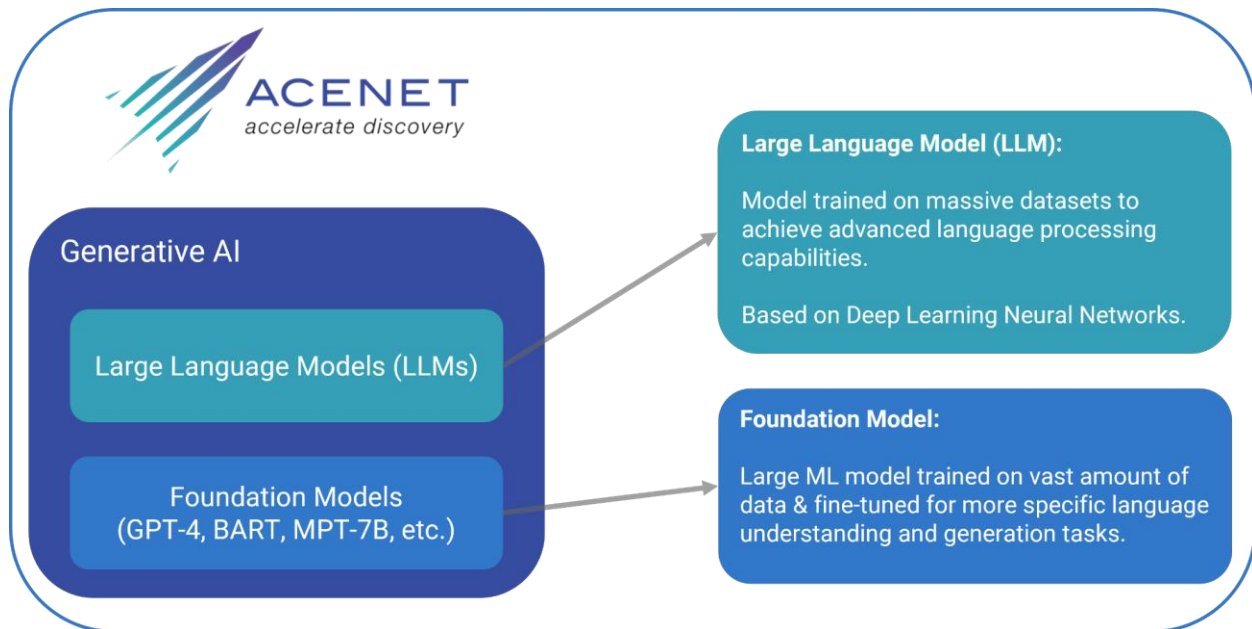 ACENET
accelerate discovery
Generative AI
Large Language Models (LLMs)
Foundation Models
(GPT-4, BART, MPT-7B, etc.)
Large Language Model (LLM):
Model trained on massive datasets to
achieve advanced language processing
capabilities.
Based on Deep Learning Neural Networks.
Foundation Model:
Large ML model trained on vast amount of
data & fine-tuned for more specific language
understanding and generation tasks.